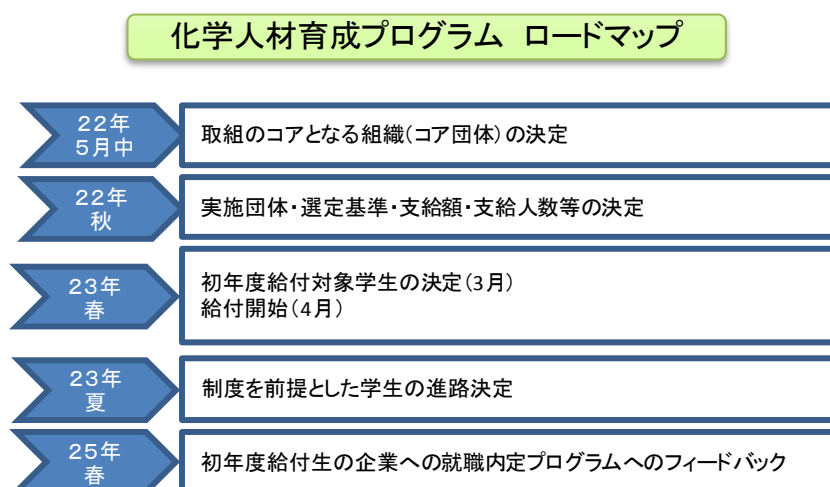 化学人材育成プログラム ロードマップ
22年
5月中
取組のコアとなる組織(コア団体)の決定
22年
秋
実施団体・選定基準・支給額・支給人数等の決定
23年
春
初年度給付対象学生の決定(3月)
給付開始(4月)
23年
夏
制度を前提とした学生の進路決定
25年
春
初年度給付生の企業への就職内定プログラムへのフィードバック